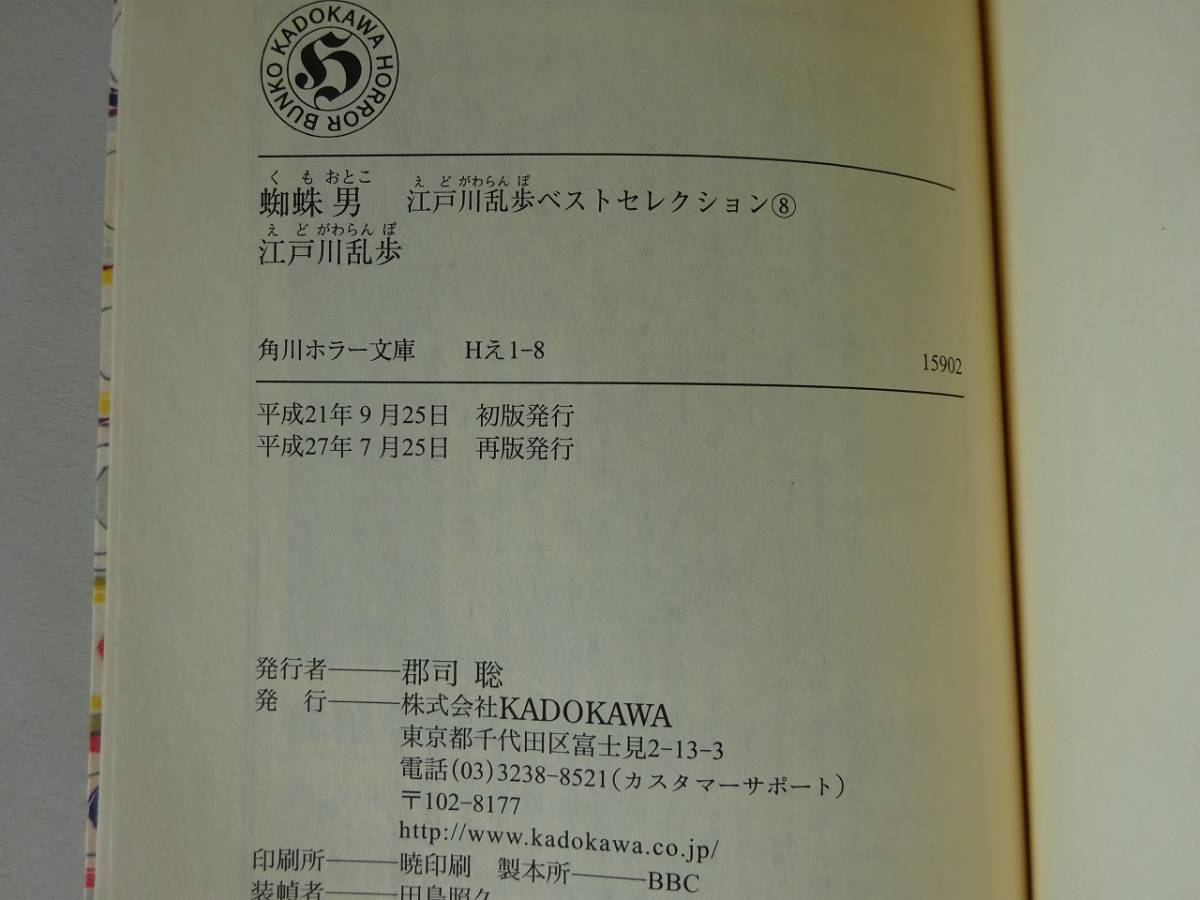 KADOKAWA HORROR BUNKO
H
くもおとこ えどがわらんぽ
蜘蛛男 江戸川乱歩ベストセレクション⑧
えどがわらんぽ
江戸川乱歩
角川ホラー文庫 Hえ1-8 15902
平成21年9月25日 初版発行
平成27年7月25日 再版発行
発行者――郡司 聡
発 行――株式会社KADOKAWA
東京都千代田区富士見2-13-3
電話(03)3238-8521(カスタマーサポート)
〒102-8177
http://www.kadokawa.co.jp/
印刷所――暁印刷 製本所――BBC
装幀者――田島照久